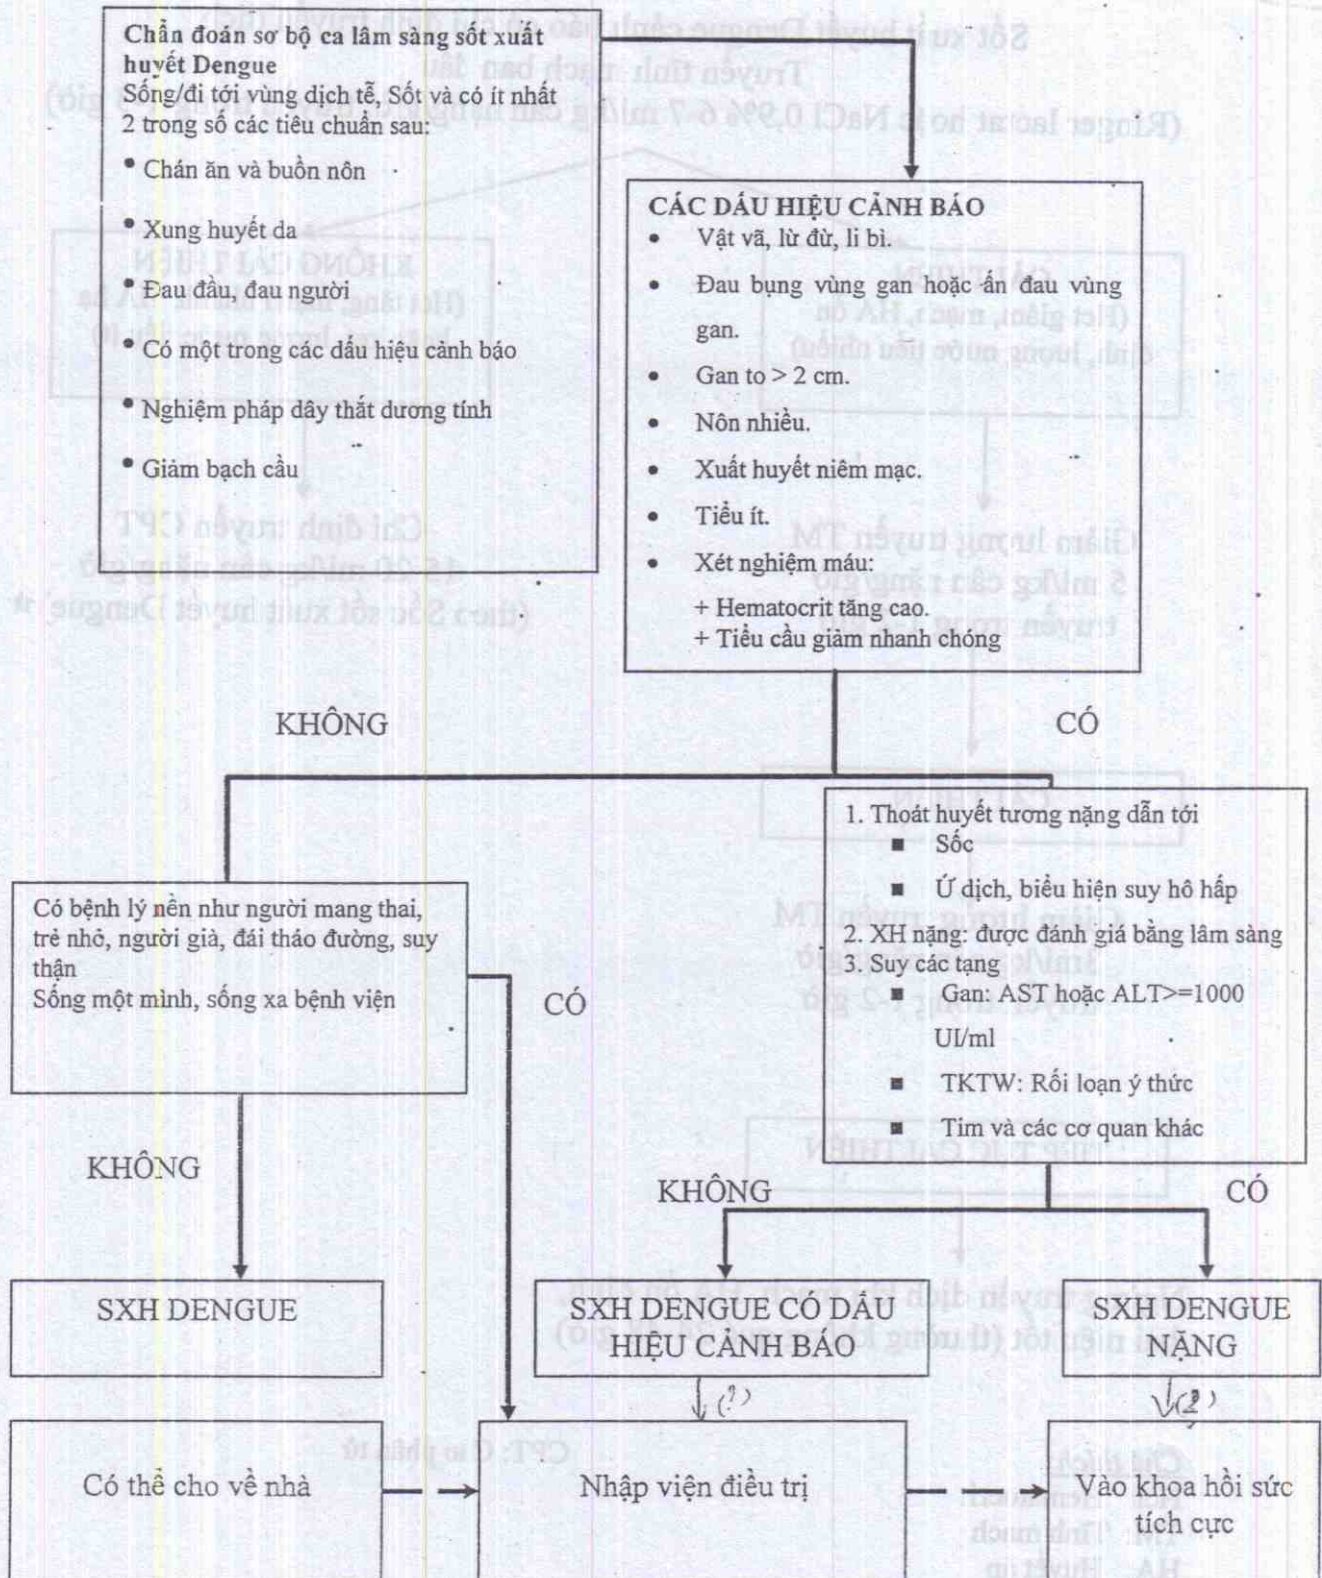 Chẩn đoán sơ bộ ca lâm sàng sốt xuất
huyết Dengue
Sống/đi tới vùng dịch tễ, Sốt và có ít nhất
2 trong số các tiêu chuẩn sau:
• Chán ăn và buồn nôn
• Xung huyết da
• Đau đầu, đau người
• Có một trong các dấu hiệu cảnh báo
• Nghiệm pháp dây thắt dương tính
• Giảm bạch cầu
CÁC DẤU HIỆU CẢNH BÁO
• Vật vã, lừ đừ, li bì.
• Đau bụng vùng gan hoặc ấn đau vùng
gan.
• Gan to > 2 cm.
• Nôn nhiều.
• Xuất huyết niêm mạc.
• Tiểu ít.
• Xét nghiệm máu:
+ Hematocrit tăng cao.
+ Tiểu cầu giảm nhanh chóng
KHÔNG
CÓ
1. Thoát huyết tương nặng dẫn tới
■ Sốc
■ Ứ dịch, biểu hiện suy hô hấp
2. XH nặng: được đánh giá bằng lâm sàng
3. Suy các tạng
■ Gan: AST hoặc ALT>=1000
UI/ml
■ TKTW: Rối loạn ý thức
■ Tim và các cơ quan khác
Có bệnh lý nền như người mang thai,
trẻ nhỏ, người già, đái tháo đường, suy
thận
Sống một mình, sống xa bệnh viện
CÓ
KHÔNG
KHÔNG
CÓ
SXH DENGUE
SXH DENGUE CÓ DẤU
HIỆU CẢNH BÁO
SXH DENGUE
NẶNG
(?)
Có thể cho về nhà
Nhập viện điều trị
Vào khoa hồi sức
tích cực